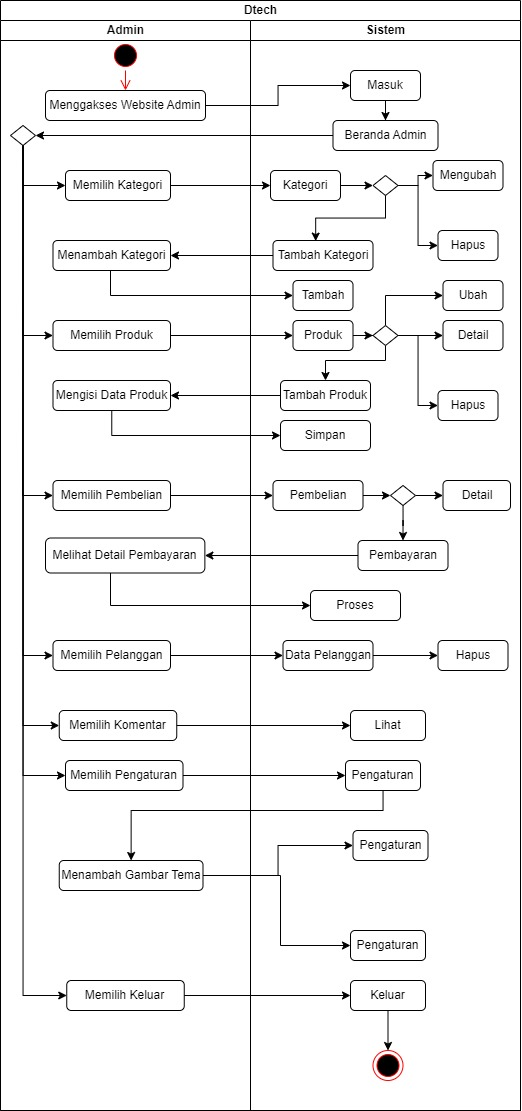 Dtech
Admin
Sistem
Menggakses Website Admin
Masuk
Beranda Admin
Memilih Kategori
Kategori
Mengubah
Menambah Kategori
Tambah Kategori
Hapus
Tambah
Ubah
Memilih Produk
Produk
Detail
Mengisi Data Produk
Tambah Produk
Hapus
Simpan
Memilih Pembelian
Pembelian
Detail
Melihat Detail Pembayaran
Pembayaran
Proses
Memilih Pelanggan
Data Pelanggan
Hapus
Memilih Komentar
Lihat
Memilih Pengaturan
Pengaturan
Pengaturan
Menambah Gambar Tema
Pengaturan
Memilih Keluar
Keluar